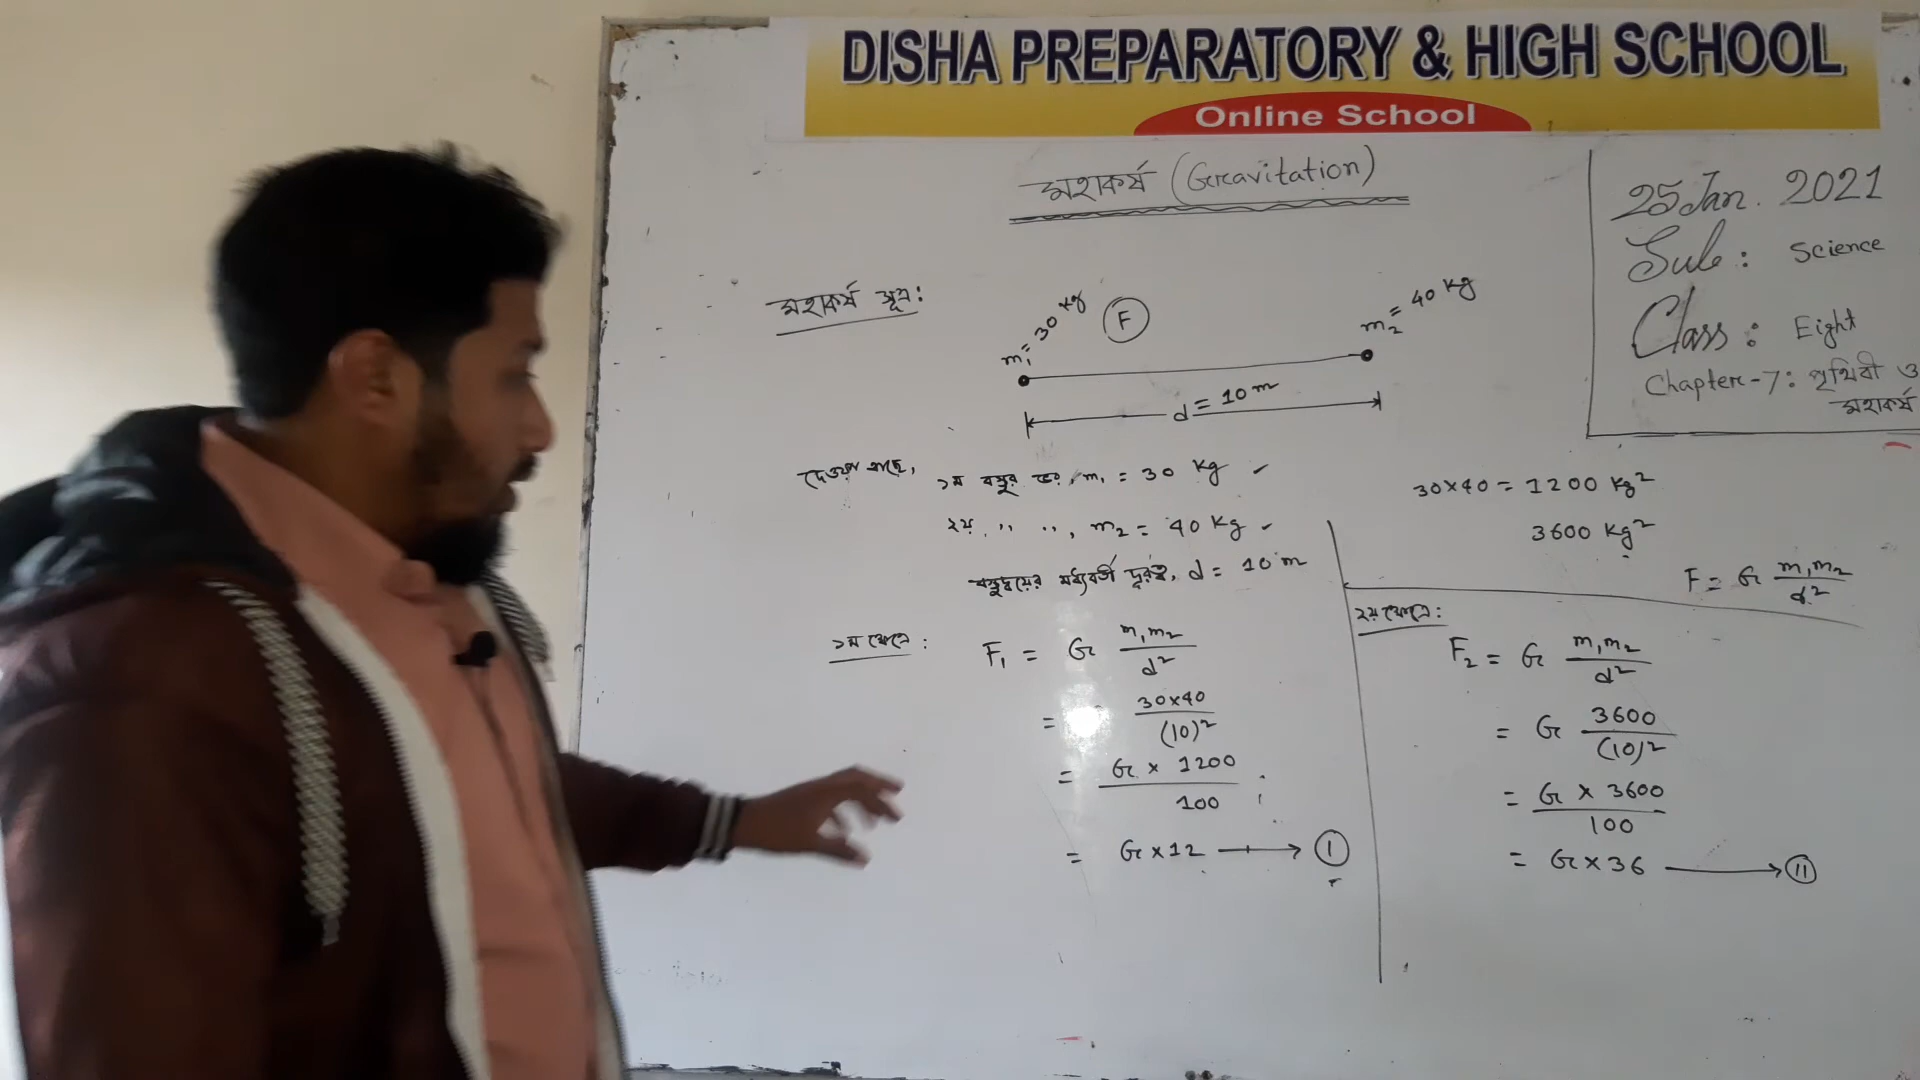 DISHA PREPARATORY & HIGH SCHOOL
Online School
মহাকর্ষ (Gravitation)
25 Jan. 2021
Sub: Science
Class: Eight
Chapter-7: পৃথিবী ও
মহাকর্ষ
মহাকর্ষ সূত্র:
m₁ = 30 kg
F
m₂ = 40 kg
d = 10 m
দেওয়া আছে,
১ম বস্তুর ভর, m₁ = 30 kg
২য় ,, ,, , m₂ = 40 kg
বস্তুদ্বয়ের মধ্যবর্তী দূরত্ব, d = 10 m
30×40 = 1200 kg²
3600 kg²
F = G m₁m₂/d²
১ম ক্ষেত্রে:
F₁ = G m₁m₂/d²
= 30×40/(10)²
= G × 1200/100
= G×12 → I
২য় ক্ষেত্রে:
F₂ = G m₁m₂/d²
= G 3600/(10)²
= G × 3600/100
= G×36 → II